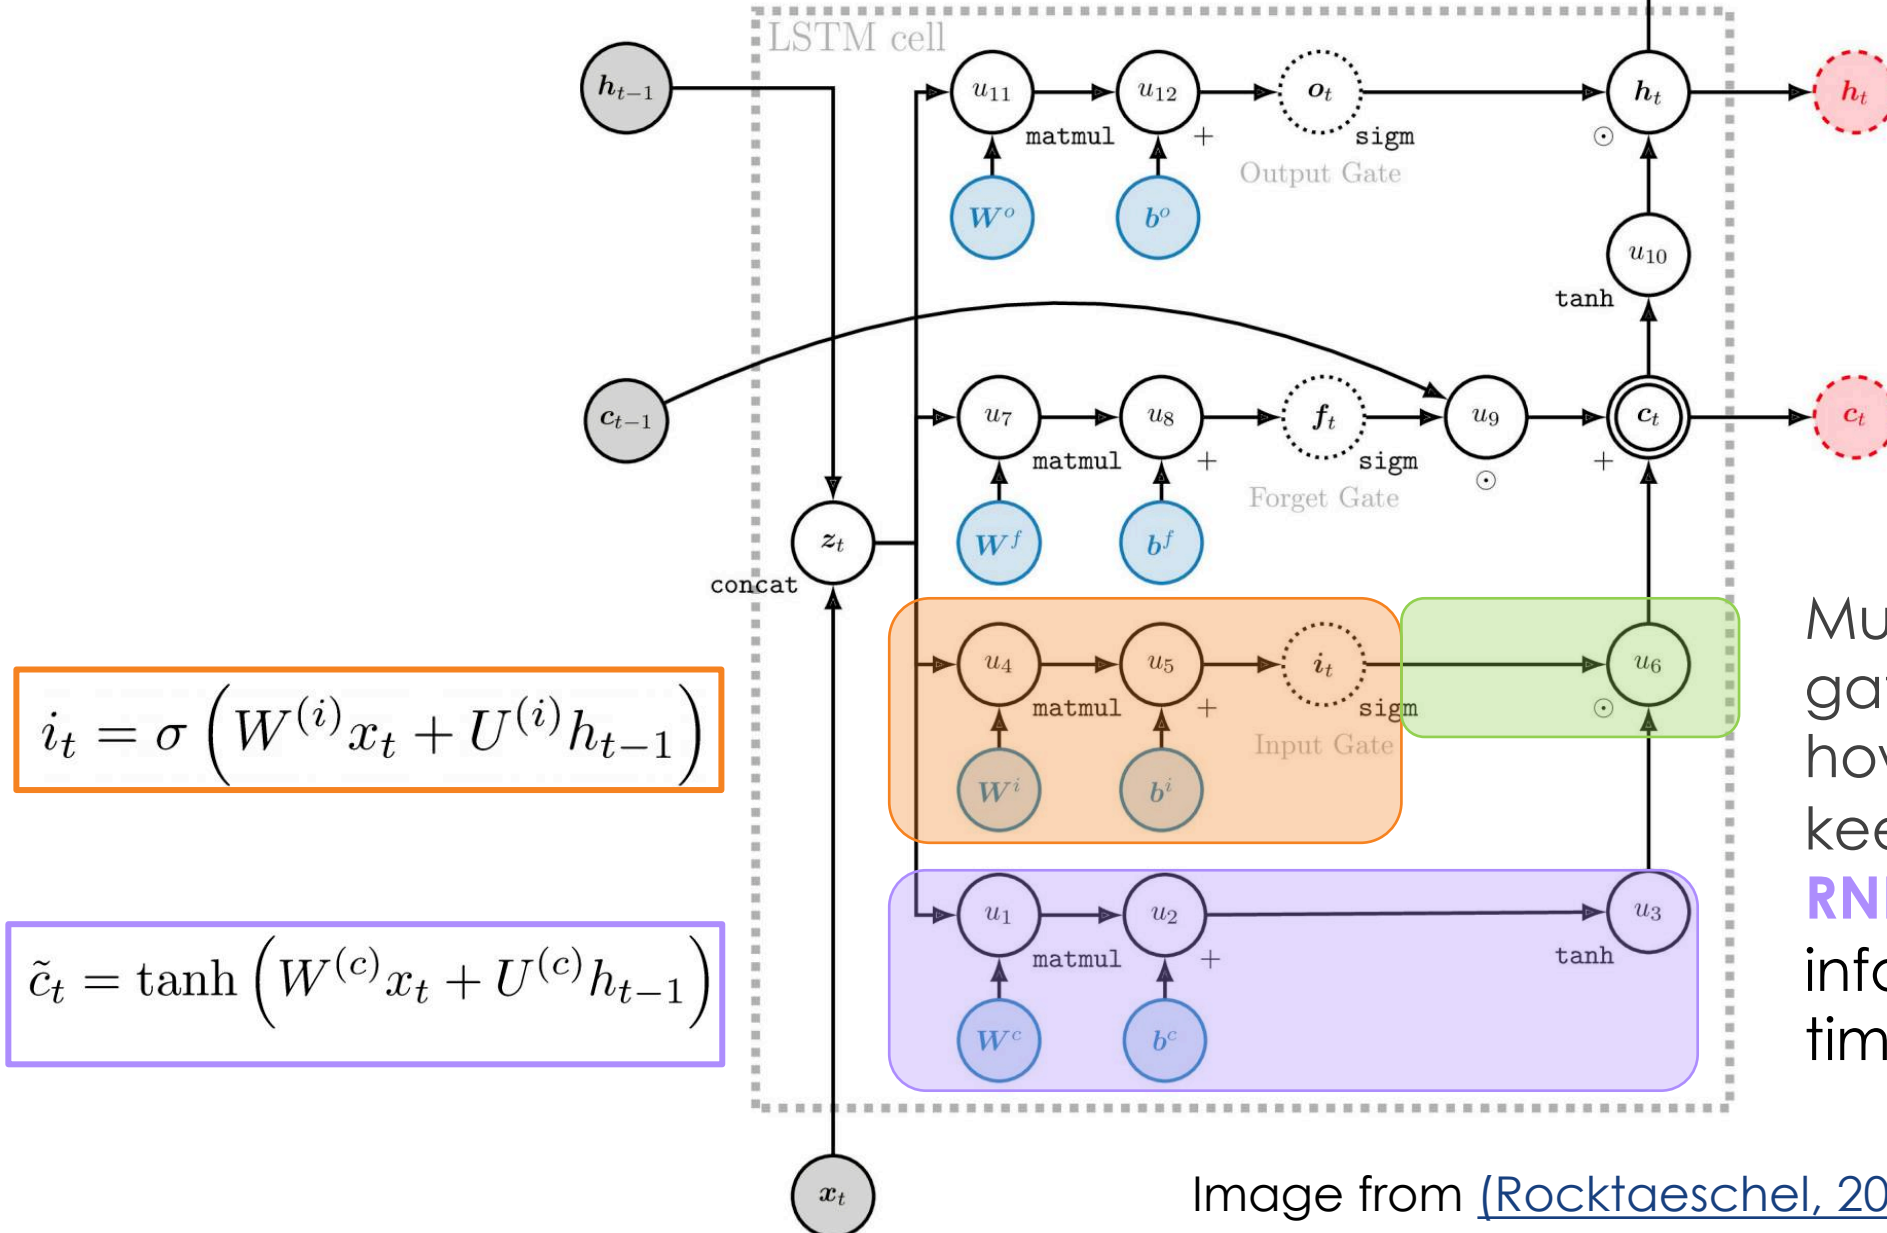 LSTM cell
h_{t-1}
u_{11}
u_{12}
o_t
h_t
h_t
matmul
+
sigm
⊙
Output Gate
W^o
b^o
u_{10}
tanh
c_{t-1}
u_7
u_8
f_t
u_9
c_t
c_t
matmul
+
sigm
⊙
+
Forget Gate
z_t
W^f
b^f
concat
u_4
u_5
i_t
u_6
matmul
+
sigm
⊙
Input Gate
i_t = σ (W^{(i)} x_t + U^{(i)} h_{t-1})
W^i
b^i
u_1
u_2
u_3
matmul
+
tanh
c̃_t = tanh (W^{(c)} x_t + U^{(c)} h_{t-1})
W^c
b^c
x_t
Image from (Rocktaeschel, 20